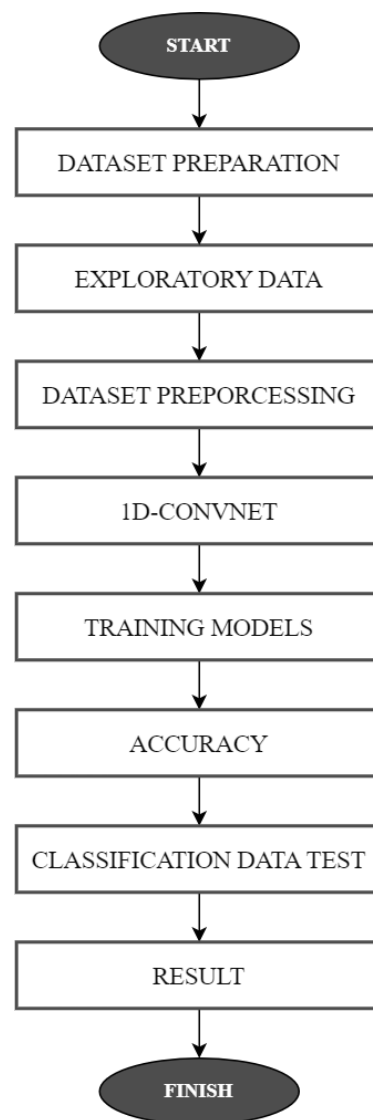 START
DATASET PREPARATION
EXPLORATORY DATA
DATASET PREPORCESSING
1D-CONVNET
TRAINING MODELS
ACCURACY
CLASSIFICATION DATA TEST
RESULT
FINISH